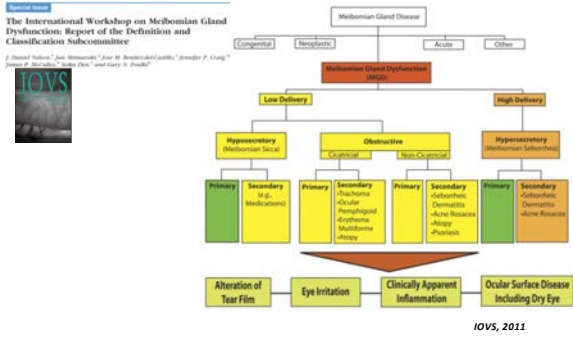 Special Issue
The International Workshop on Meibomian Gland
Dysfunction: Report of the Definition and
Classification Subcommittee
J. Daniel Nelson, Jun Shimazaki, Jose M. Benitez-del-Castillo, Jennifer P. Craig,
James P. McCulley, Seika Den, and Gary N. Foulks
IOVS
Meibomian Gland Disease
Congenital
Neoplastic
Acute
Other
Meibomian Gland Dysfunction
(MGD)
Low Delivery
High Delivery
Hyposecretory
(Meibomian Sicca)
Obstructive
Cicatricial
Non-Cicatricial
Hypersecretory
(Meibomian Seborrhea)
Primary
Secondary
(e.g.,
Medications)
Primary
Secondary
•Trachoma
•Ocular
Pemphigoid
•Erythema
Multiforme
•Atopy
Primary
Secondary
•Seborrheic
Dermatitis
•Acne Rosacea
•Atopy
•Psoriasis
Primary
Secondary
•Seborrheic
Dermatitis
•Acne Rosacea
Alteration of
Tear Film
Eye Irritation
Clinically Apparent
Inflammation
Ocular Surface Disease
Including Dry Eye
IOVS, 2011